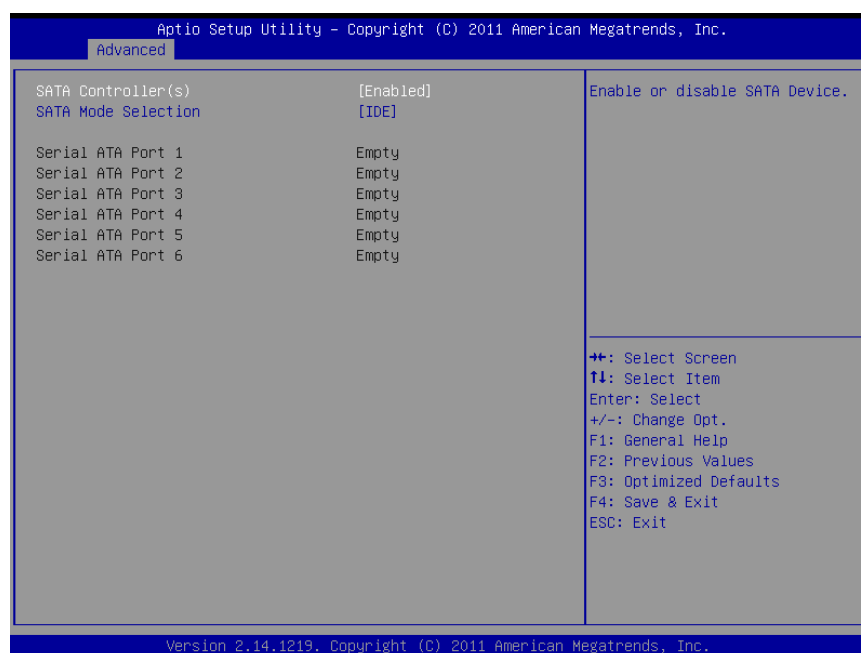 Aptio Setup Utility – Copyright (C) 2011 American Megatrends, Inc.
Advanced
SATA Controller(s) [Enabled]
SATA Mode Selection [IDE]
Serial ATA Port 1 Empty
Serial ATA Port 2 Empty
Serial ATA Port 3 Empty
Serial ATA Port 4 Empty
Serial ATA Port 5 Empty
Serial ATA Port 6 Empty
Enable or disable SATA Device.
→←: Select Screen
↑↓: Select Item
Enter: Select
+/-: Change Opt.
F1: General Help
F2: Previous Values
F3: Optimized Defaults
F4: Save & Exit
ESC: Exit
Version 2.14.1219. Copyright (C) 2011 American Megatrends, Inc.